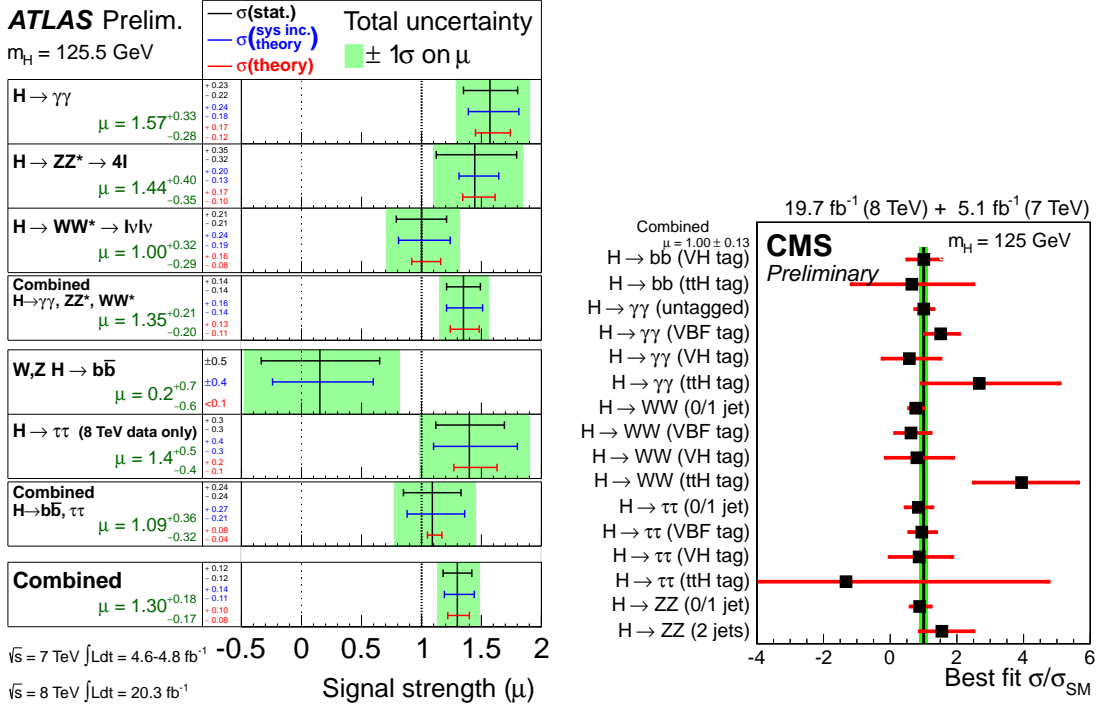 ATLAS Prelim.
m_H = 125.5 GeV
σ(stat.)
σ(sys inc. theory)
σ(theory)
Total uncertainty
± 1σ on μ
H → γγ
μ = 1.57 +0.33 −0.28
+ 0.23
- 0.22
+ 0.24
- 0.18
+ 0.17
- 0.12
H → ZZ* → 4l
μ = 1.44 +0.40 −0.35
+ 0.35
- 0.32
+ 0.20
- 0.13
+ 0.17
- 0.10
H → WW* → lνlν
μ = 1.00 +0.32 −0.29
+ 0.21
- 0.21
+ 0.24
- 0.19
+ 0.16
- 0.08
Combined
H→γγ, ZZ*, WW*
μ = 1.35 +0.21 −0.20
+ 0.14
- 0.14
+ 0.16
- 0.14
+ 0.13
- 0.11
W,Z H → bb̄
μ = 0.2 +0.7 −0.6
±0.5
±0.4
<0.1
H → ττ (8 TeV data only)
μ = 1.4 +0.5 −0.4
+ 0.3
- 0.3
+ 0.4
- 0.3
+ 0.2
- 0.1
Combined
H→bb̄, ττ
μ = 1.09 +0.36 −0.32
+ 0.24
- 0.24
+ 0.27
- 0.21
+ 0.08
- 0.04
Combined
μ = 1.30 +0.18 −0.17
+ 0.12
- 0.12
+ 0.14
- 0.11
+ 0.10
- 0.08
√s = 7 TeV ∫Ldt = 4.6-4.8 fb⁻¹
√s = 8 TeV ∫Ldt = 20.3 fb⁻¹
-0.5 0 0.5 1 1.5 2
Signal strength (μ)
19.7 fb⁻¹ (8 TeV) + 5.1 fb⁻¹ (7 TeV)
Combined
μ = 1.00 ± 0.13
CMS
Preliminary
m_H = 125 GeV
H → bb̄ (VH tag)
H → bb (ttH tag)
H → γγ (untagged)
H → γγ (VBF tag)
H → γγ (VH tag)
H → γγ (ttH tag)
H → WW (0/1 jet)
H → WW (VBF tag)
H → WW (VH tag)
H → WW (ttH tag)
H → ττ (0/1 jet)
H → ττ (VBF tag)
H → ττ (VH tag)
H → ττ (ttH tag)
H → ZZ (0/1 jet)
H → ZZ (2 jets)
-4 -2 0 2 4 6
Best fit σ/σ_SM